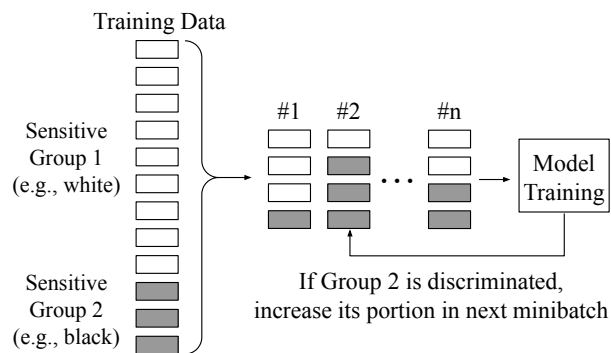 Training Data
Sensitive
Group 1
(e.g., white)
Sensitive
Group 2
(e.g., black)
#1
#2
...
#n
Model
Training
If Group 2 is discriminated,
increase its portion in next minibatch